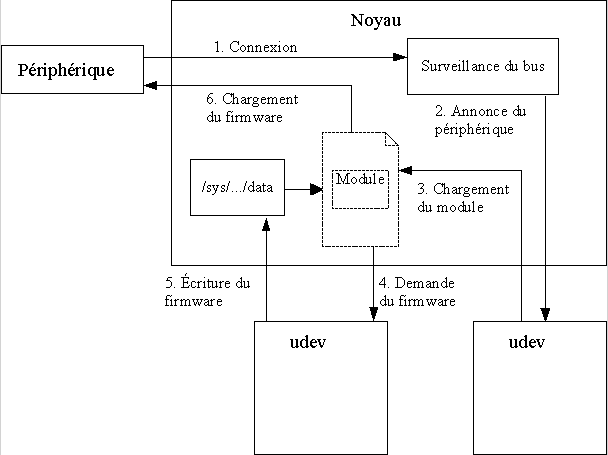 Noyau
1. Connexion
Périphérique
Surveillance du bus
6. Chargement
du firmware
2. Annonce du
périphérique
Module
/sys/.../data
3. Chargement
du module
5. Écriture du
firmware
4. Demande
du firmware
udev
udev